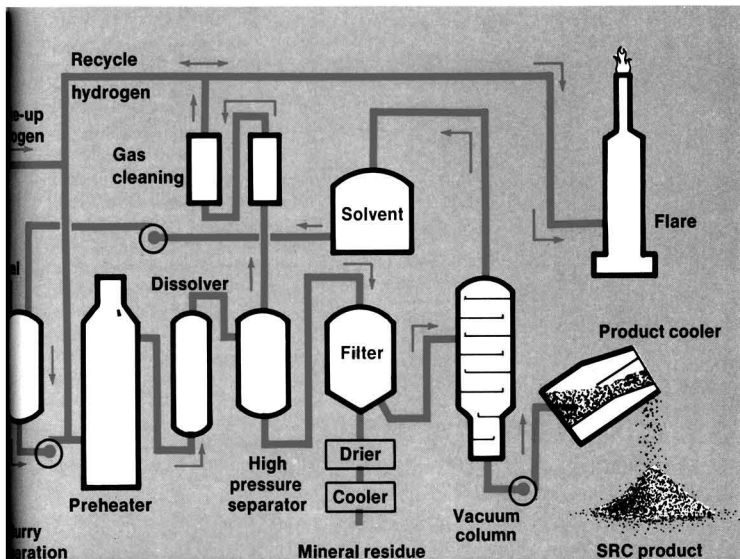 Recycle
hydrogen
Gas
cleaning
Solvent
Flare
Dissolver
Filter
Product cooler
Drier
Cooler
High
pressure
separator
Preheater
Vacuum
column
Mineral residue
SRC product